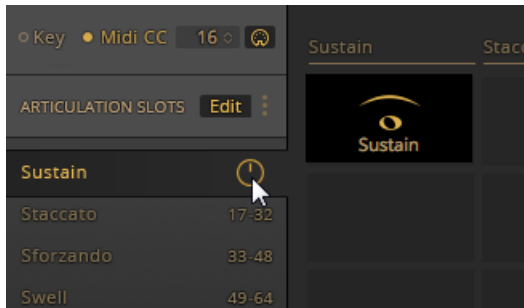 Key Midi CC 16
ARTICULATION SLOTS Edit
Sustain
Staccato 17-32
Sforzando 33-48
Swell 49-64
Sustain Stacc
Sustain